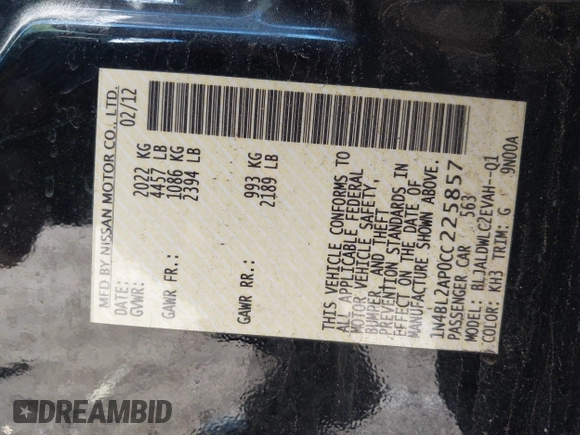 MFD BY NISSAN MOTOR CO., LTD.
DATE: 02/12
GVWR: 2022 KG
4457 LB
GAWR FR.: 1086 KG
2394 LB
GAWR RR.: 993 KG
2189 LB
THIS VEHICLE CONFORMS TO
ALL APPLICABLE FEDERAL
MOTOR VEHICLE SAFETY,
BUMPER, AND THEFT
PREVENTION STANDARDS IN
EFFECT ON THE DATE OF
MANUFACTURE SHOWN ABOVE.
1N4BL2AP0CC225857
PASSENGER CAR 563
MODEL: BLJALDWLC2EVAH--Q1
COLOR: KH3 TRIM: G 9N00A
DREAMBID